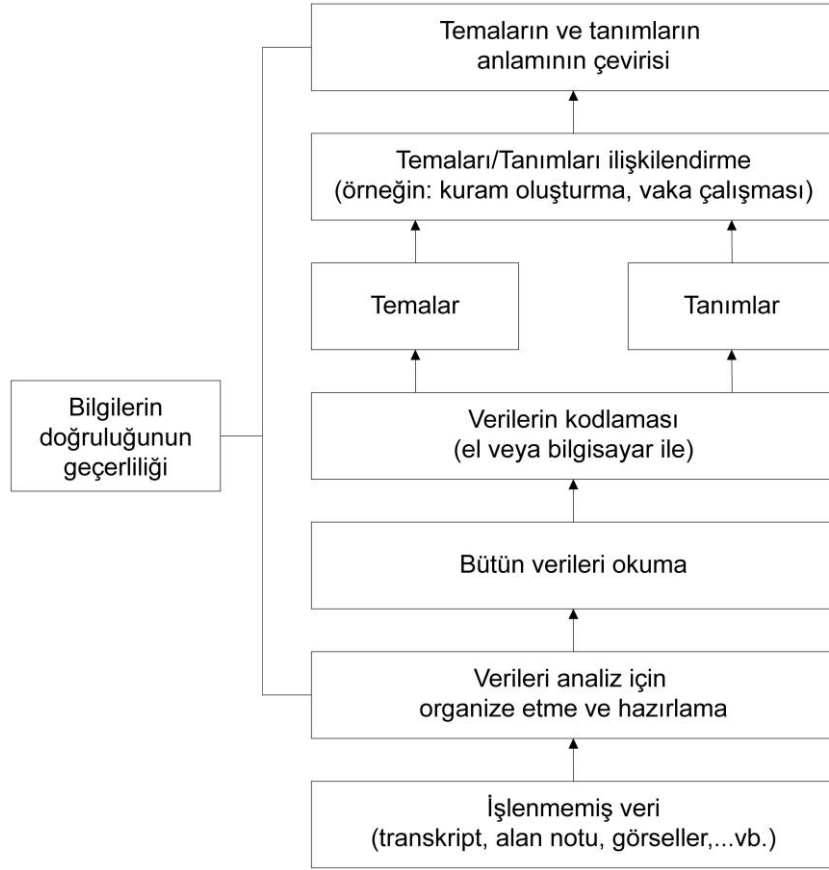 Temaların ve tanımların
anlamının çevirisi
Temaları/Tanımları ilişkilendirme
(örneğin: kuram oluşturma, vaka çalışması)
Temalar
Tanımlar
Bilgilerin
doğruluğunun
geçerliliği
Verilerin kodlaması
(el veya bilgisayar ile)
Bütün verileri okuma
Verileri analiz için
organize etme ve hazırlama
İşlenmemiş veri
(transkript, alan notu, görseller,...vb.)